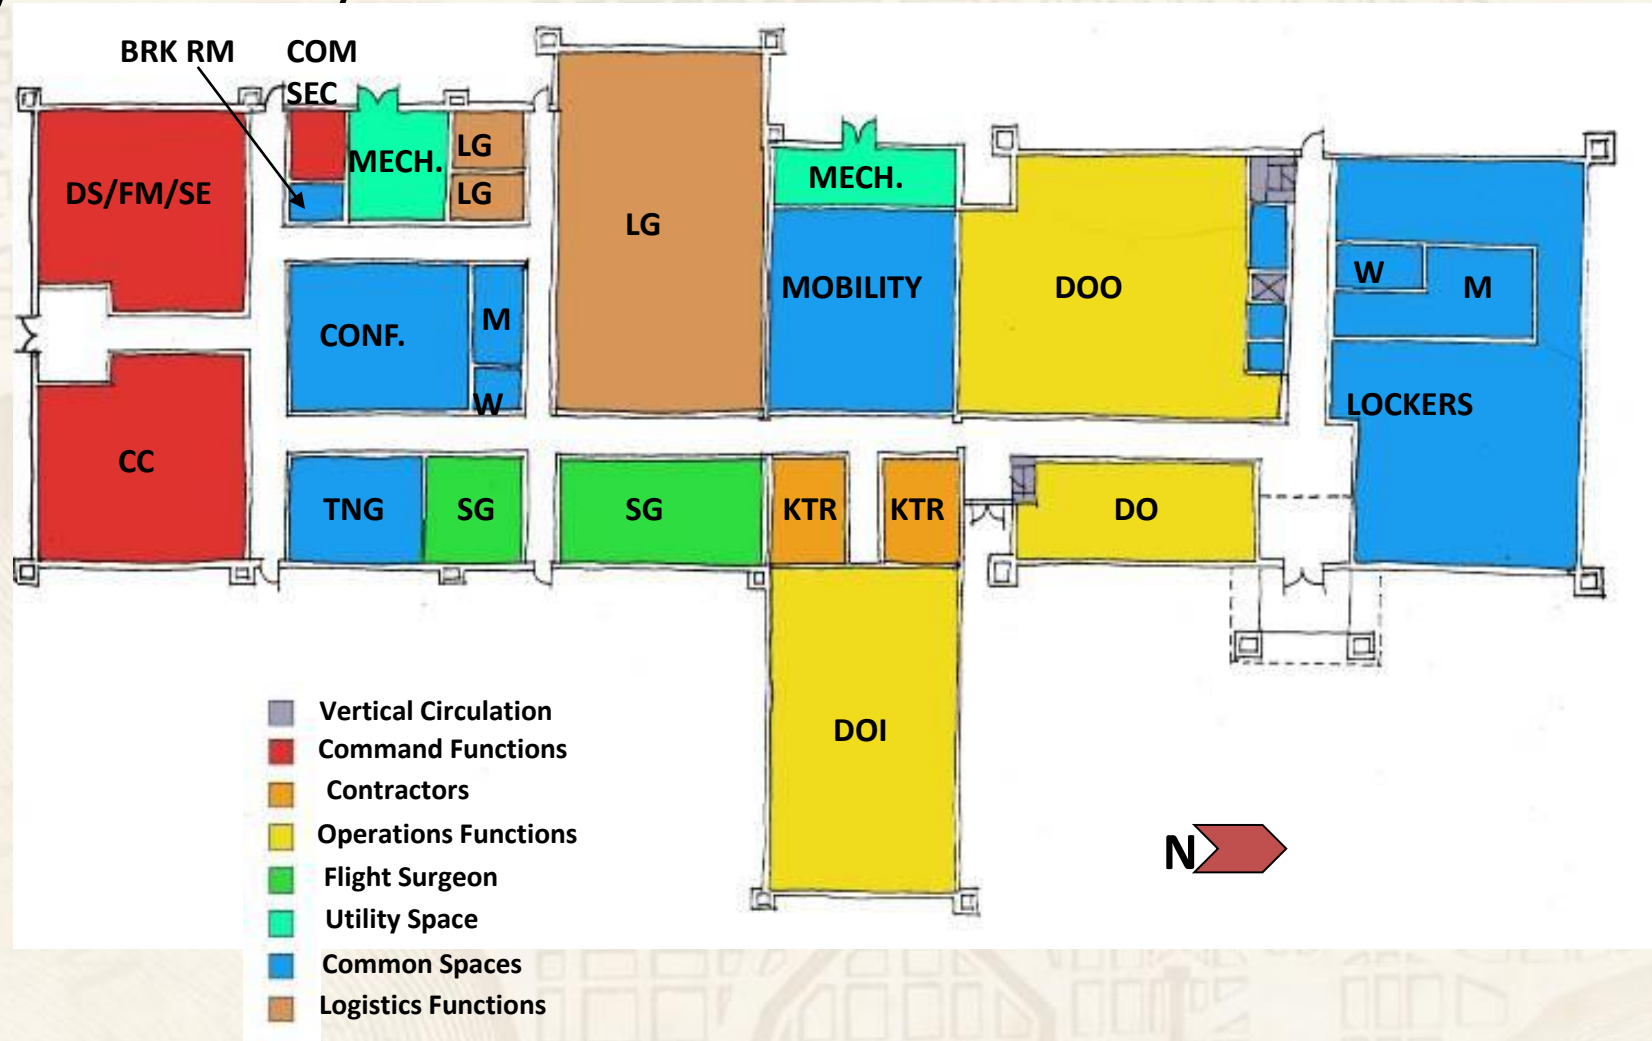 BRK RM
COM
SEC
DS/FM/SE
MECH.
LG
LG
LG
MECH.
MOBILITY
DOO
W
M
LOCKERS
CONF.
M
W
CC
TNG
SG
SG
KTR
KTR
DO
DOI
Vertical Circulation
Command Functions
Contractors
Operations Functions
Flight Surgeon
Utility Space
Common Spaces
Logistics Functions
N